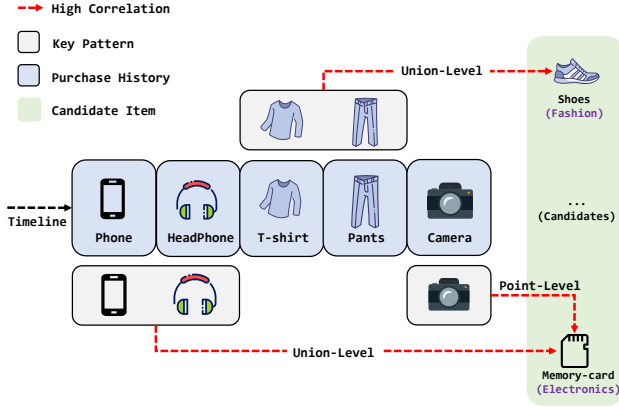 High Correlation
Key Pattern
Purchase History
Candidate Item
Union-Level
Shoes
(Fashion)
Timeline
Phone
HeadPhone
T-shirt
Pants
Camera
...
(Candidates)
Point-Level
Union-Level
Memory-card
(Electronics)